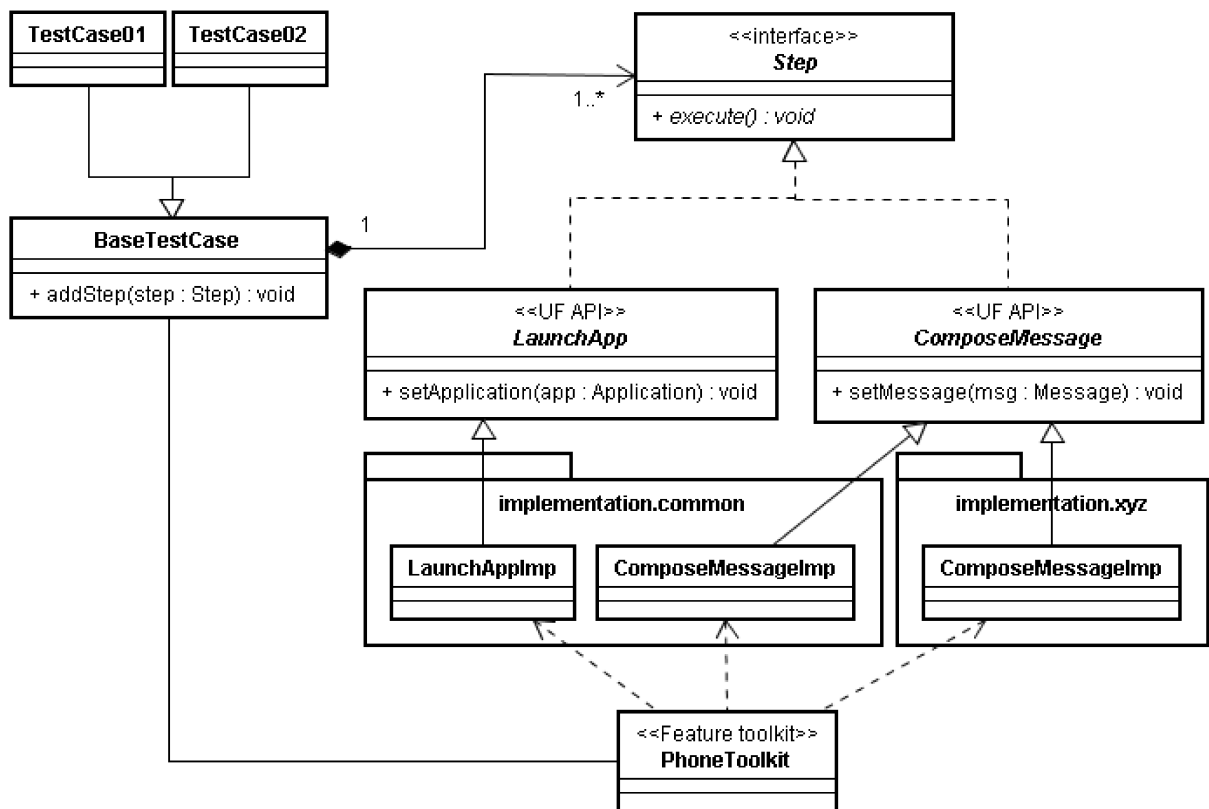 TestCase01
TestCase02
<<interface>>
Step
+ execute() : void
1..*
1
BaseTestCase
+ addStep(step : Step) : void
<<UF API>>
LaunchApp
+ setApplication(app : Application) : void
<<UF API>>
ComposeMessage
+ setMessage(msg : Message) : void
implementation.common
LaunchAppImp
ComposeMessageImp
implementation.xyz
ComposeMessageImp
<<Feature toolkit>>
PhoneToolkit